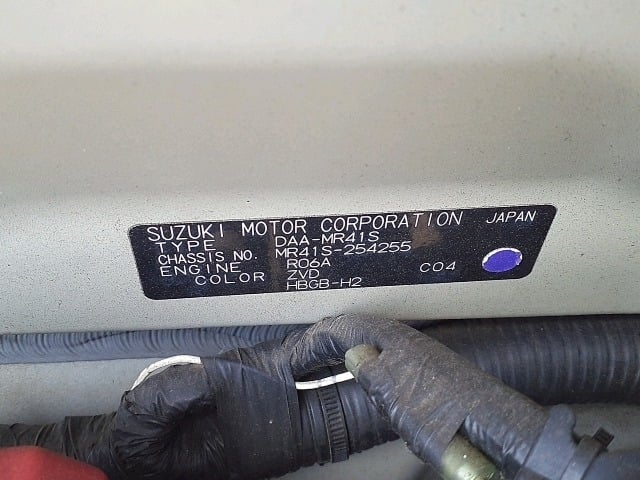 SUZUKI MOTOR CORPORATION JAPAN
TYPE DAA-MR41S
CHASSIS NO. MR41S-254255
ENGINE R06A
COLOR ZVD C04
HBGB-H2